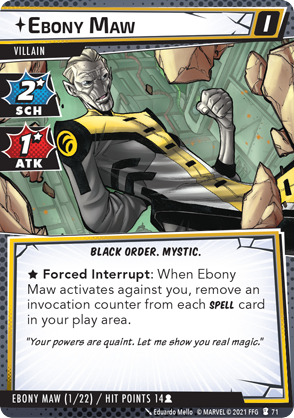 EBONY MAW
I
VILLAIN
2
SCH
1
ATK
BLACK ORDER. MYSTIC.
★ Forced Interrupt: When Ebony
Maw activates against you, remove an
invocation counter from each SPELL card
in your play area.
"Your powers are quaint. Let me show you real magic."
EBONY MAW (1/22) / HIT POINTS 14
Eduardo Mello © MARVEL © 2021 FFG 71